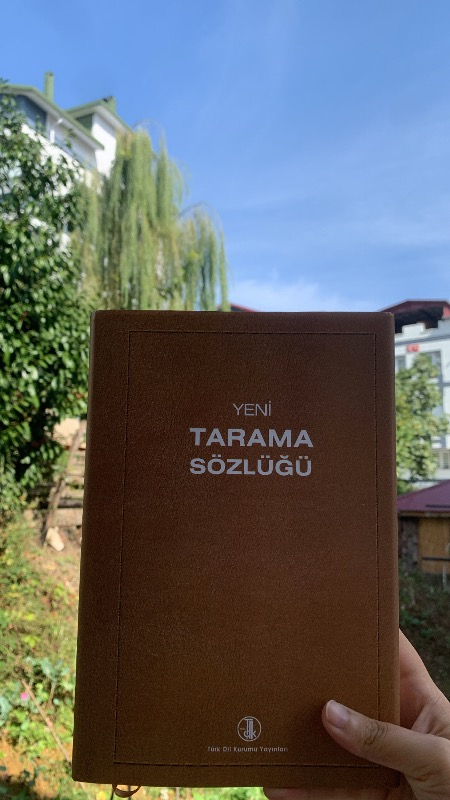 YENİ
TARAMA
SÖZLÜĞÜ
Türk Dil Kurumu Yayınları